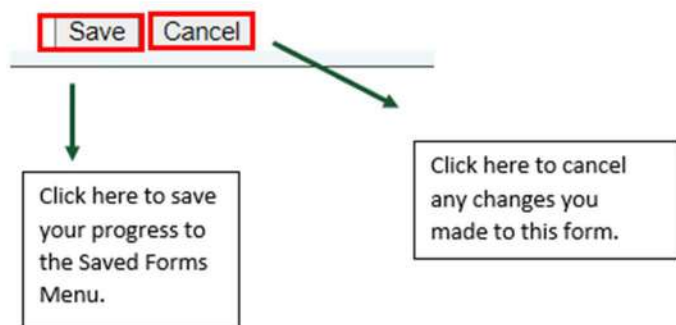 Save Cancel
Click here to save
your progress to
the Saved Forms
Menu.
Click here to cancel
any changes you
made to this form.